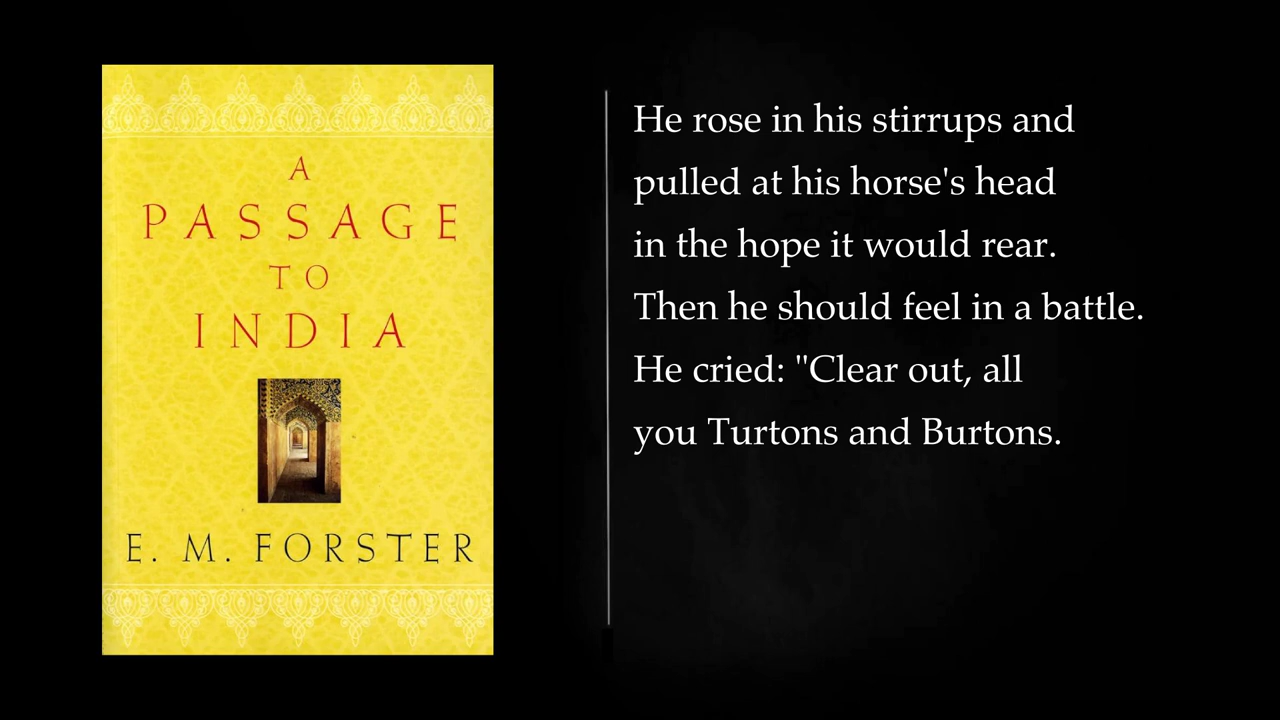 A
PASSAGE
TO
INDIA
E. M. FORSTER
He rose in his stirrups and
pulled at his horse's head
in the hope it would rear.
Then he should feel in a battle.
He cried: "Clear out, all
you Turtons and Burtons.